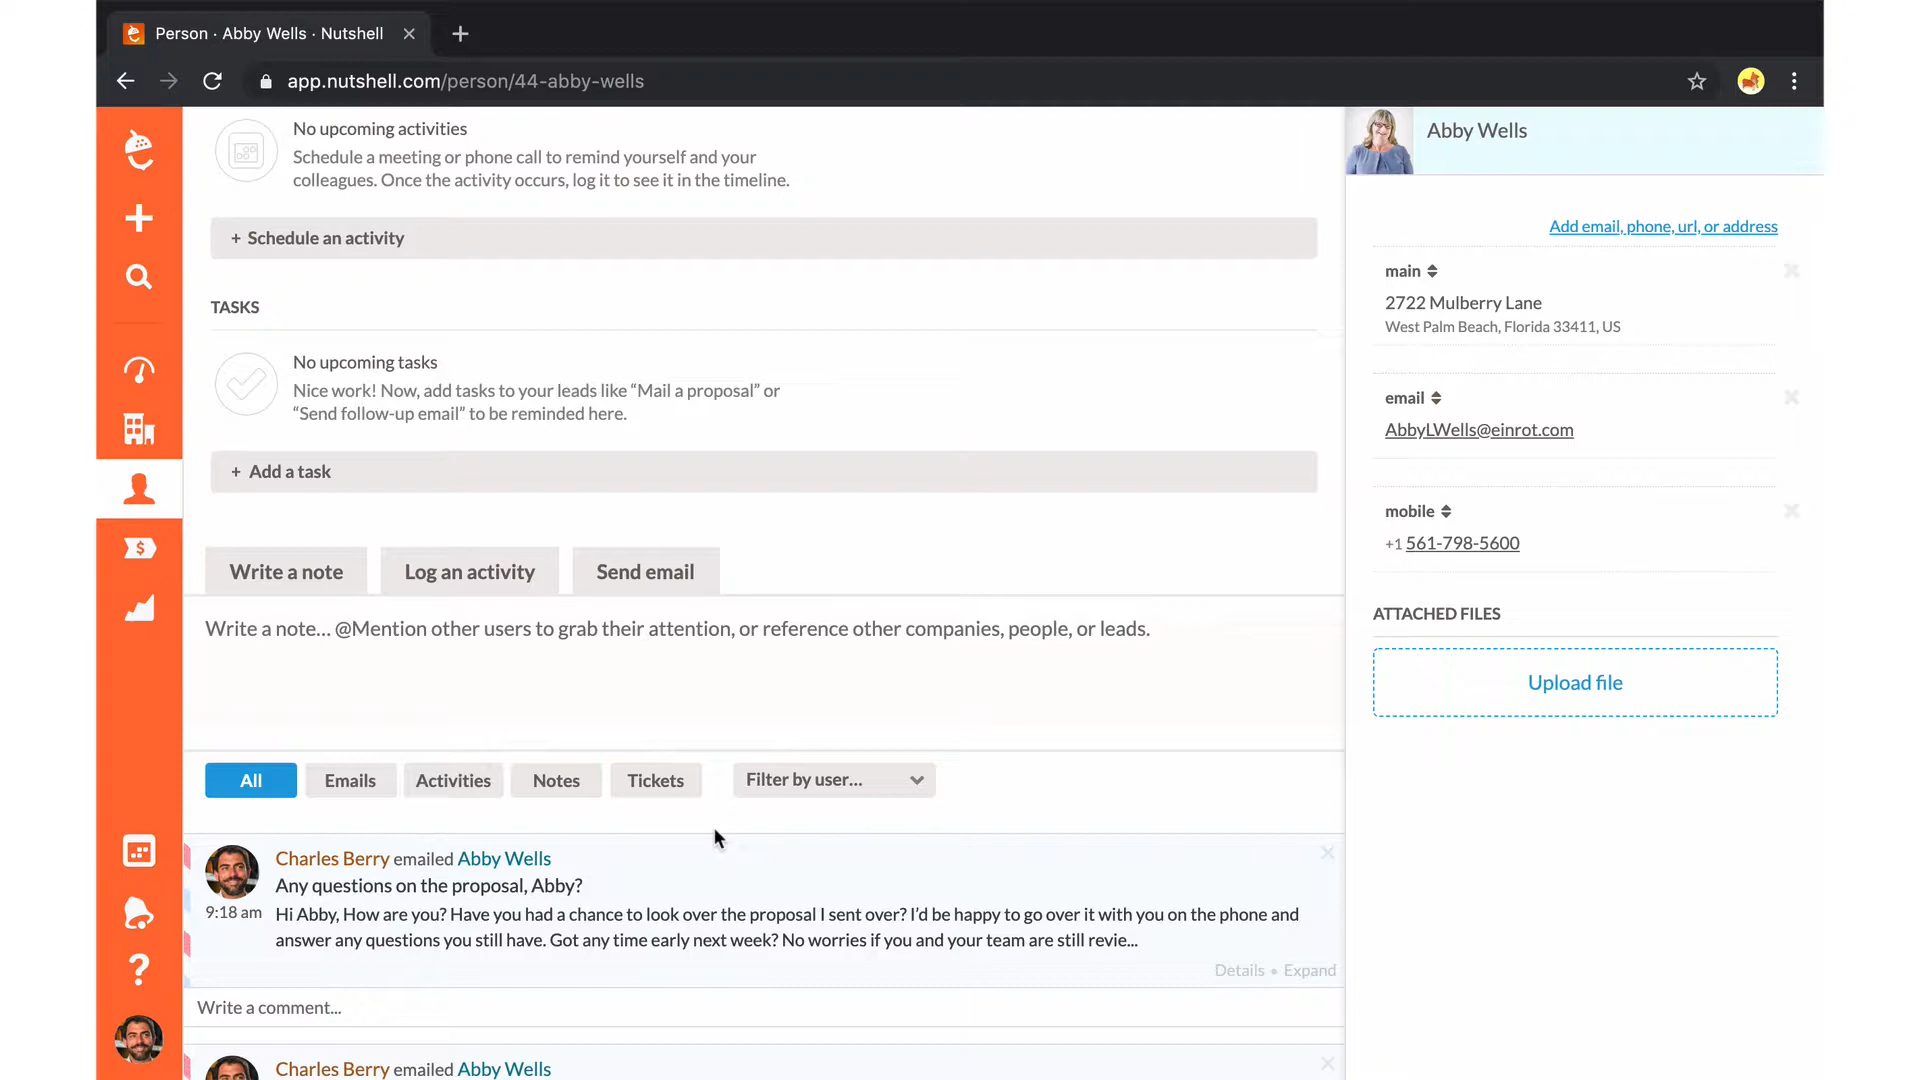 Person · Abby Wells · Nutshell
app.nutshell.com/person/44-abby-wells
No upcoming activities
Schedule a meeting or phone call to remind yourself and your
colleagues. Once the activity occurs, log it to see it in the timeline.
+ Schedule an activity
TASKS
No upcoming tasks
Nice work! Now, add tasks to your leads like “Mail a proposal” or
“Send follow-up email” to be reminded here.
+ Add a task
Write a note
Log an activity
Send email
Write a note... @Mention other users to grab their attention, or reference other companies, people, or leads.
All
Emails
Activities
Notes
Tickets
Filter by user...
Charles Berry emailed Abby Wells
Any questions on the proposal, Abby?
9:18 am
Hi Abby, How are you? Have you had a chance to look over the proposal I sent over? I’d be happy to go over it with you on the phone and
answer any questions you still have. Got any time early next week? No worries if you and your team are still revie...
Details • Expand
Write a comment...
Charles Berry emailed Abby Wells
Abby Wells
Add email, phone, url, or address
main
2722 Mulberry Lane
West Palm Beach, Florida 33411, US
email
AbbyLWells@einrot.com
mobile
+1 561-798-5600
ATTACHED FILES
Upload file